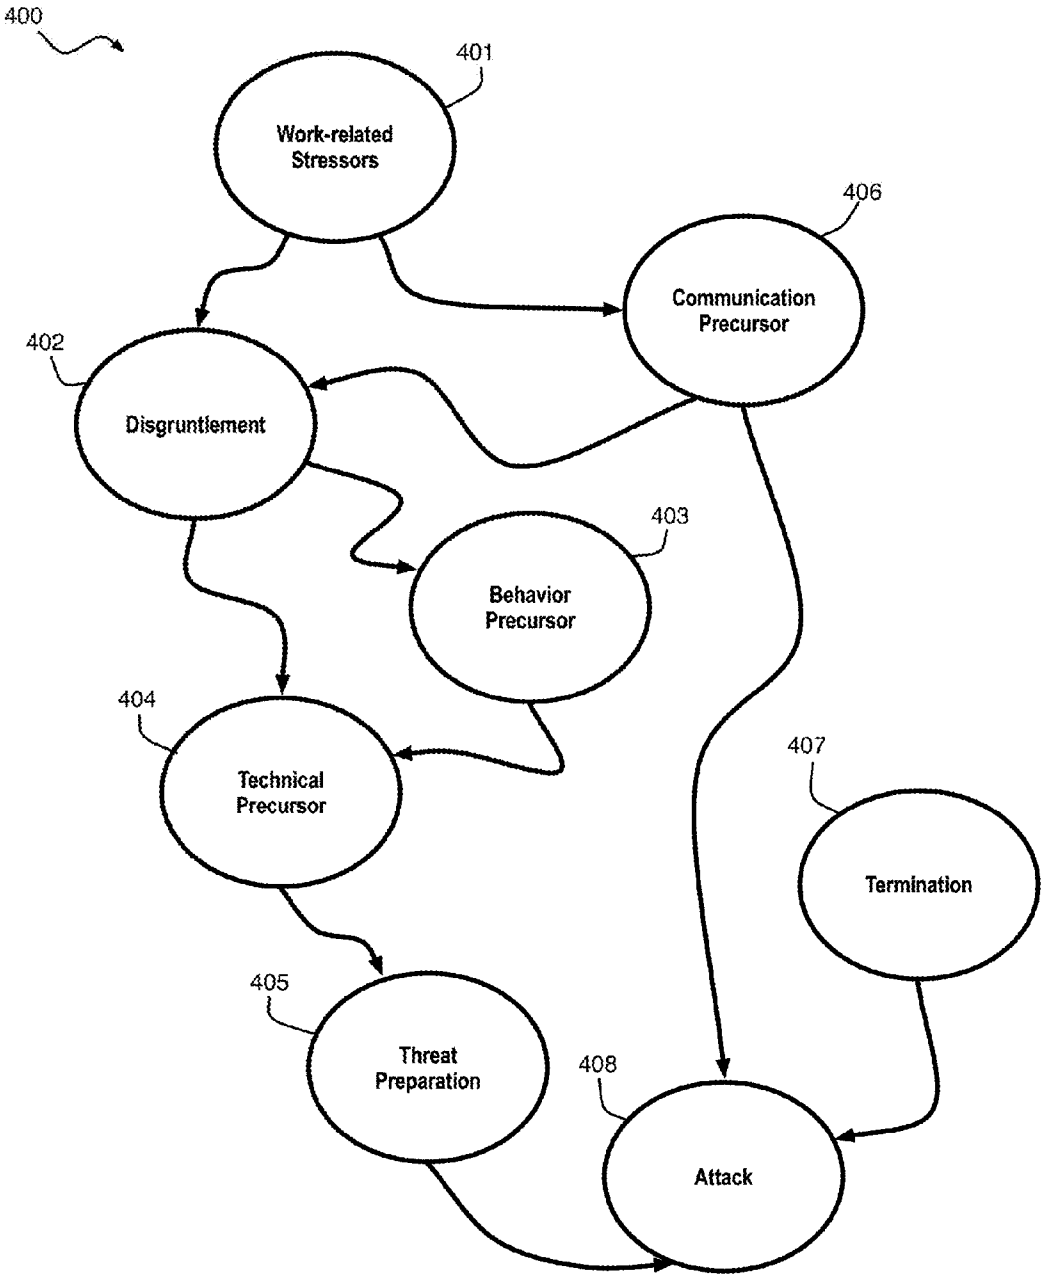 400
401
Work-related
Stressors
406
Communication
Precursor
402
Disgruntlement
403
Behavior
Precursor
404
Technical
Precursor
407
Termination
405
Threat
Preparation
408
Attack